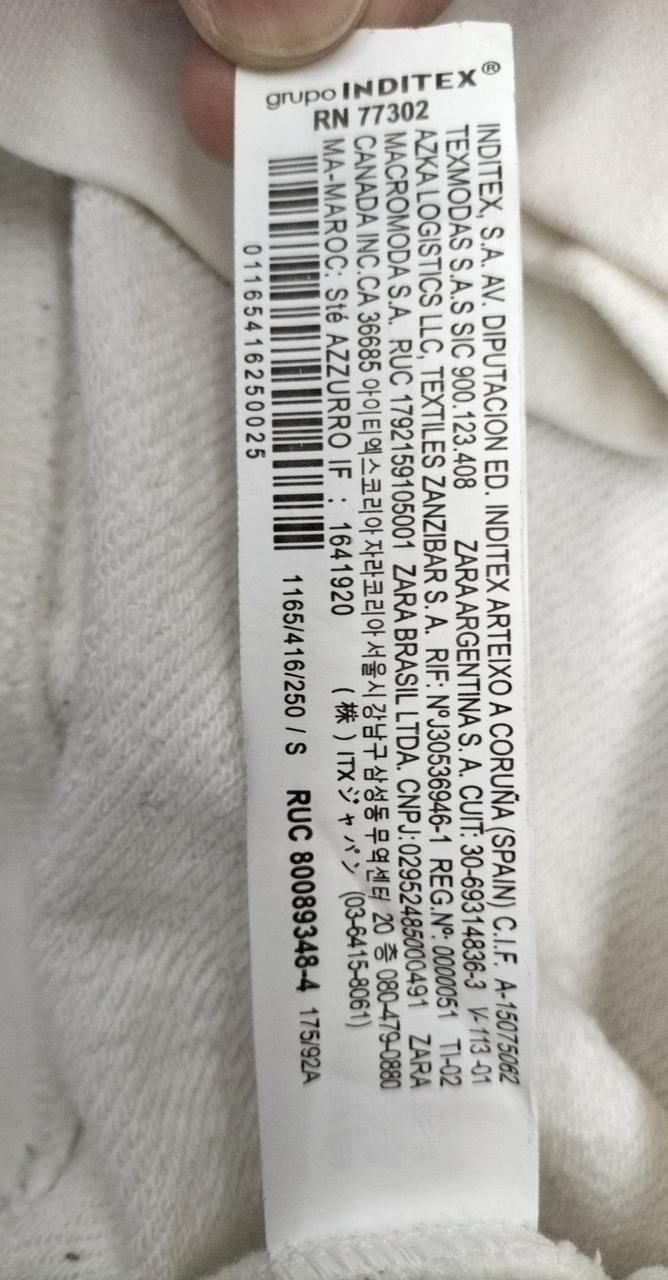 grupo INDITEX®
RN 77302
INDITEX, S.A. AV. DIPUTACION ED. INDITEX ARTEIXO A CORUÑA (SPAIN) C.I.F. A-15075062
TEXMODAS S.A.S SIC 900.123.408 ZARA ARGENTINA S. A. CUIT: 30-69314836-3 V-113 -01
AZKA LOGISTICS LLC, TEXTILES ZANZIBAR S. A. RIF: Nº J30536946-1 REG.Nº: 0000051 TI-02
MACROMODA S.A. RUC 1792159105001 ZARA BRASIL LTDA. CNPJ:02952485000491 ZARA
CANADA INC.CA 36685 아이티엑스코리아 자라코리아 서울시 강남구 삼성동 무역센터 20 층 080-479-0880
MA-MAROC: Sté AZZURRO IF : 1641920 (株) ITXジャパン (03-6415-8061)
01165416250025
1165/416/250 / S RUC 80089348-4 175/92A